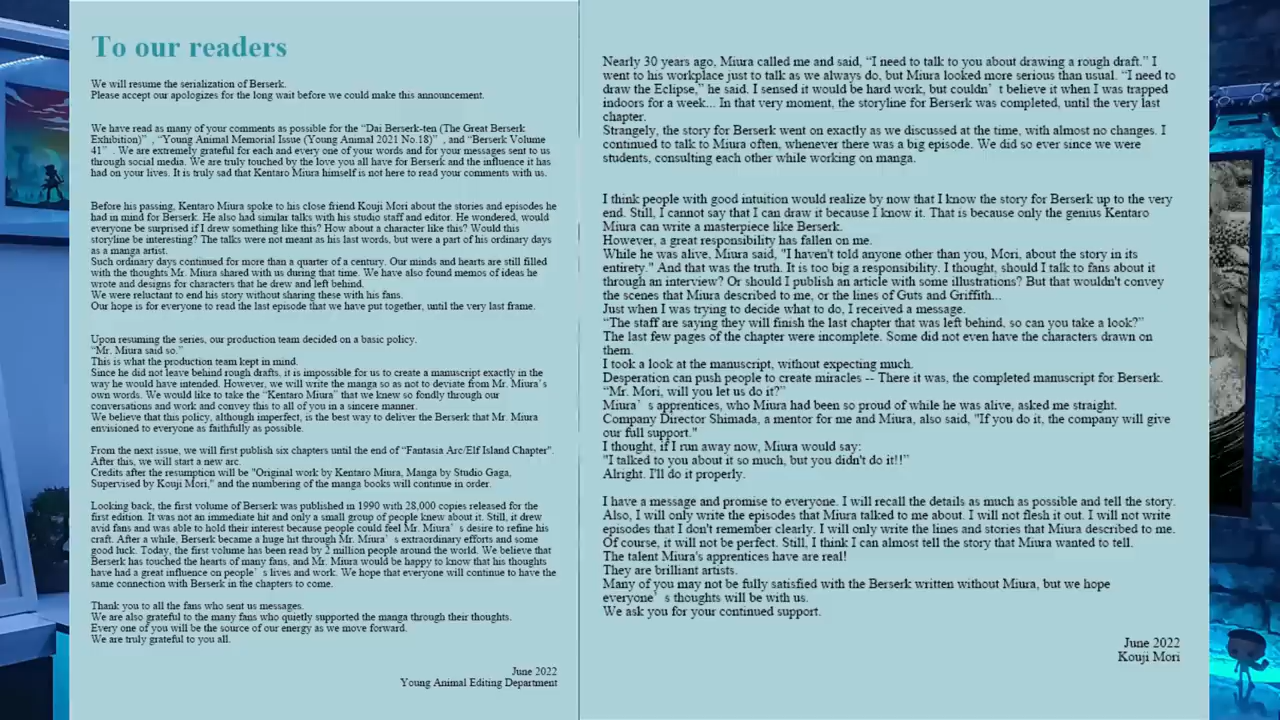 To our readers
We will resume the serialization of Berserk.
Please accept our apologizes for the long wait before we could make this announcement.
We have read as many of your comments as possible for the “Dai Berserk-ten (The Great Berserk
Exhibition)” , “Young Animal Memorial Issue (Young Animal 2021 No.18)” , and “Berserk Volume
41” . We are extremely grateful for each and every one of your words and for your messages sent to us
through social media. We are truly touched by the love you all have for Berserk and the influence it has
had on your lives. It is truly sad that Kentaro Miura himself is not here to read your comments with us.
Before his passing, Kentaro Miura spoke to his close friend Kouji Mori about the stories and episodes he
had in mind for Berserk. He also had similar talks with his studio staff and editor. He wondered, would
everyone be surprised if I drew something like this? How about a character like this? Would this
storyline be interesting? The talks were not meant as his last words, but were a part of his ordinary days
as a manga artist.
Such ordinary days continued for more than a quarter of a century. Our minds and hearts are still filled
with the thoughts Mr. Miura shared with us during that time. We have also found memos of ideas he
wrote and designs for characters that he drew and left behind.
We were reluctant to end his story without sharing these with his fans.
Our hope is for everyone to read the last episode that we have put together, until the very last frame.
Upon resuming the series, our production team decided on a basic policy.
“Mr. Miura said so.”
This is what the production team kept in mind.
Since he did not leave behind rough drafts, it is impossible for us to create a manuscript exactly in the
way he would have intended. However, we will write the manga so as not to deviate from Mr. Miura’s
own words. We would like to take the “Kentaro Miura” that we knew so fondly through our
conversations and work and convey this to all of you in a sincere manner.
We believe that this policy, although imperfect, is the best way to deliver the Berserk that Mr. Miura
envisioned to everyone as faithfully as possible.
From the next issue, we will first publish six chapters until the end of “Fantasia Arc/Elf Island Chapter”.
After this, we will start a new arc.
Credits after the resumption will be "Original work by Kentaro Miura, Manga by Studio Gaga,
Supervised by Kouji Mori," and the numbering of the manga books will continue in order.
Looking back, the first volume of Berserk was published in 1990 with 28,000 copies released for the
first edition. It was not an immediate hit and only a small group of people knew about it. Still, it drew
avid fans and was able to hold their interest because people could feel Mr. Miura’s desire to refine his
craft. After a while, Berserk became a huge hit through Mr. Miura’s extraordinary efforts and some
good luck. Today, the first volume has been read by 2 million people around the world. We believe that
Berserk has touched the hearts of many fans, and Mr. Miura would be happy to know that his thoughts
have had a great influence on people’s lives and work. We hope that everyone will continue to have the
same connection with Berserk in the chapters to come.
Thank you to all the fans who sent us messages.
We are also grateful to the many fans who quietly supported the manga through their thoughts.
Every one of you will be the source of our energy as we move forward.
We are truly grateful to you all.
June 2022
Young Animal Editing Department
Nearly 30 years ago, Miura called me and said, “I need to talk to you about drawing a rough draft.” I
went to his workplace just to talk as we always do, but Miura looked more serious than usual. “I need to
draw the Eclipse,” he said. I sensed it would be hard work, but couldn’t believe it when I was trapped
indoors for a week... In that very moment, the storyline for Berserk was completed, until the very last
chapter.
Strangely, the story for Berserk went on exactly as we discussed at the time, with almost no changes. I
continued to talk to Miura often, whenever there was a big episode. We did so ever since we were
students, consulting each other while working on manga.
I think people with good intuition would realize by now that I know the story for Berserk up to the very
end. Still, I cannot say that I can draw it because I know it. That is because only the genius Kentaro
Miura can write a masterpiece like Berserk.
However, a great responsibility has fallen on me.
While he was alive, Miura said, "I haven't told anyone other than you, Mori, about the story in its
entirety." And that was the truth. It is too big a responsibility. I thought, should I talk to fans about it
through an interview? Or should I publish an article with some illustrations? But that wouldn't convey
the scenes that Miura described to me, or the lines of Guts and Griffith...
Just when I was trying to decide what to do, I received a message.
“The staff are saying they will finish the last chapter that was left behind, so can you take a look?”
The last few pages of the chapter were incomplete. Some did not even have the characters drawn on
them.
I took a look at the manuscript, without expecting much.
Desperation can push people to create miracles -- There it was, the completed manuscript for Berserk.
“Mr. Mori, will you let us do it?”
Miura’s apprentices, who Miura had been so proud of while he was alive, asked me straight.
Company Director Shimada, a mentor for me and Miura, also said, "If you do it, the company will give
our full support."
I thought, if I run away now, Miura would say:
"I talked to you about it so much, but you didn't do it!!”
Alright. I'll do it properly.
I have a message and promise to everyone. I will recall the details as much as possible and tell the story.
Also, I will only write the episodes that Miura talked to me about. I will not flesh it out. I will not write
episodes that I don't remember clearly. I will only write the lines and stories that Miura described to me.
Of course, it will not be perfect. Still, I think I can almost tell the story that Miura wanted to tell.
The talent Miura's apprentices have are real!
They are brilliant artists.
Many of you may not be fully satisfied with the Berserk written without Miura, but we hope
everyone’s thoughts will be with us.
We ask you for your continued support.
June 2022
Kouji Mori